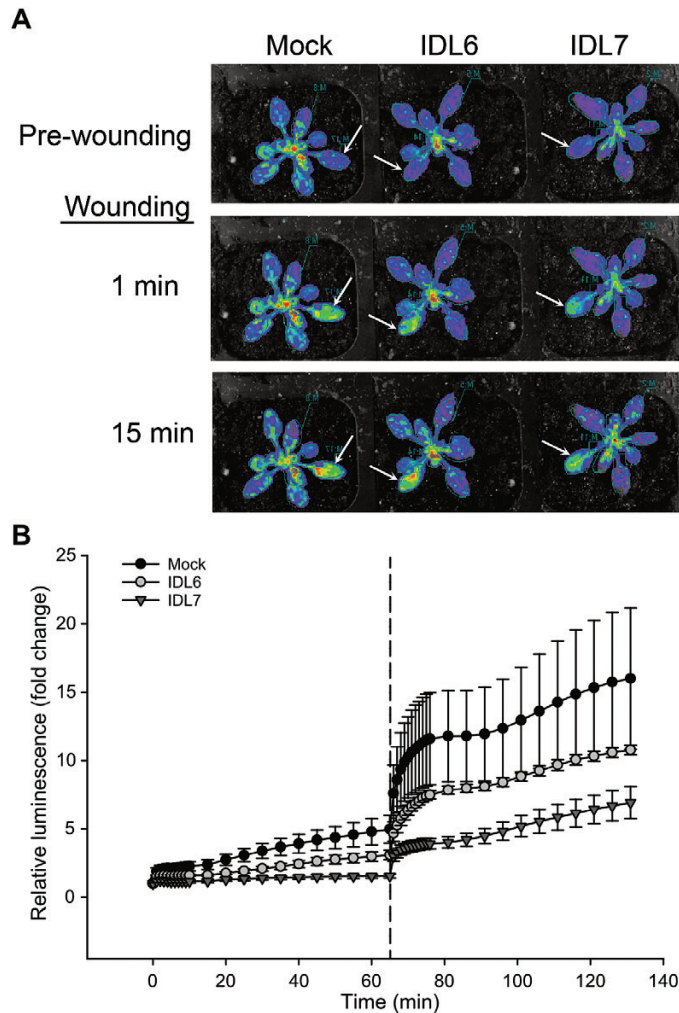 A
Mock IDL6 IDL7
Pre-wounding
Wounding
1 min
15 min
B
Relative luminescence (fold change)
25
20
15
10
5
0
Mock
IDL6
IDL7
0 20 40 60 80 100 120 140
Time (min)